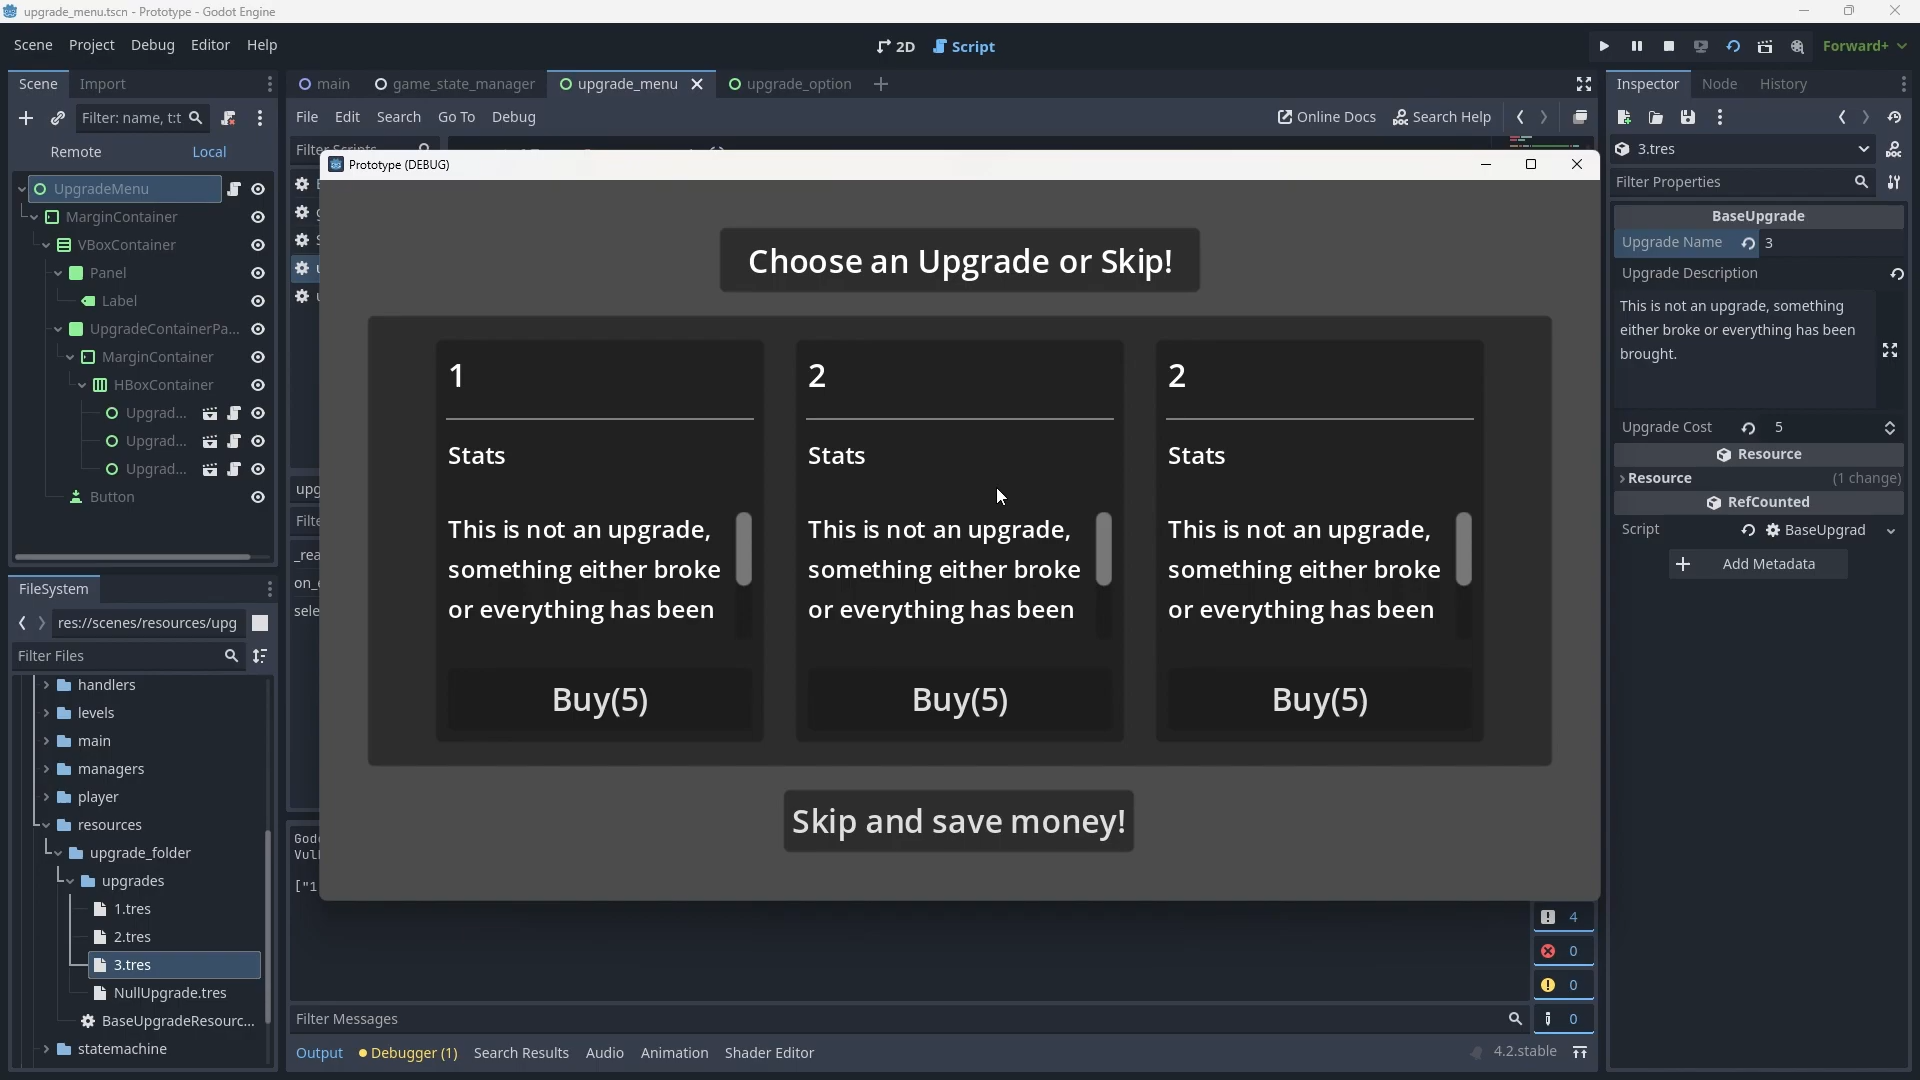 upgrade_menu.tscn - Prototype - Godot Engine
Scene Project Debug Editor Help
2D Script
Forward+
Scene Import
main game_state_manager upgrade_menu upgrade_option
Inspector Node History
Filter: name, t:t
File Edit Search Go To Debug
Online Docs Search Help
Remote Local
3.tres
Prototype (DEBUG)
Filter Properties
UpgradeMenu
MarginContainer
VBoxContainer
Panel
Label
UpgradeContainerPa...
MarginContainer
HBoxContainer
Upgrad...
Upgrad...
Upgrad...
Button
Choose an Upgrade or Skip!
1
Stats
This is not an upgrade,
something either broke
or everything has been
Buy(5)
2
Stats
This is not an upgrade,
something either broke
or everything has been
Buy(5)
2
Stats
This is not an upgrade,
something either broke
or everything has been
Buy(5)
Skip and save money!
BaseUpgrade
Upgrade Name 3
Upgrade Description
This is not an upgrade, something
either broke or everything has been
brought.
Upgrade Cost 5
Resource
Resource (1 change)
RefCounted
Script BaseUpgrad
Add Metadata
FileSystem
res://scenes/resources/upg
Filter Files
handlers
levels
main
managers
player
resources
upgrade_folder
upgrades
1.tres
2.tres
3.tres
NullUpgrade.tres
BaseUpgradeResourc...
statemachine
4
0
0
0
Filter Messages
Output Debugger (1) Search Results Audio Animation Shader Editor
4.2.stable